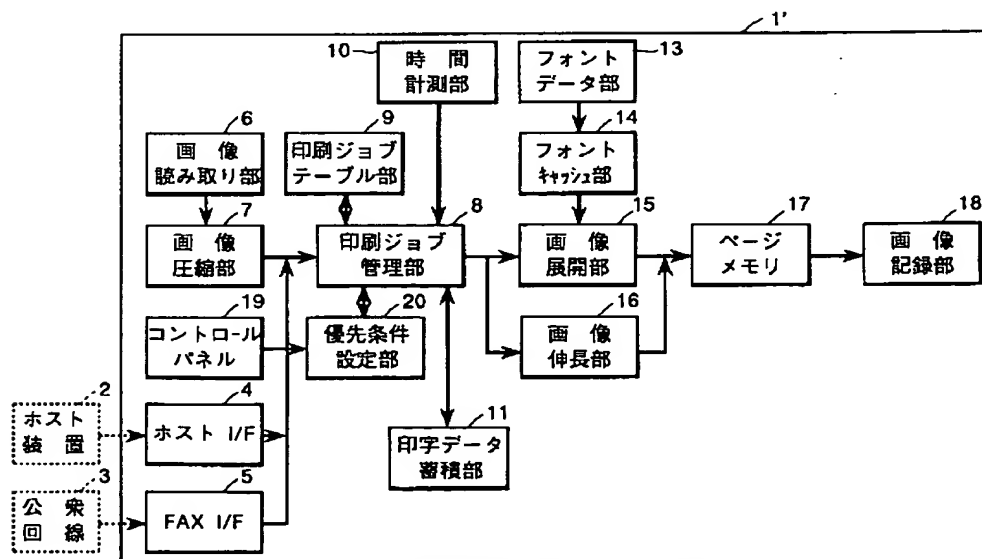 1'
10
時 間
計測部
13
フォント
データ部
6
画 像
読み取り部
9
印刷ジョブ
テーブル部
14
フォント
キャッシュ部
7
画 像
圧縮部
8
印刷ジョブ
管理部
15
画 像
展開部
17
ページ
メモリ
18
画 像
記録部
19
コントロール
パネル
20
優先条件
設定部
16
画 像
伸長部
2
ホスト
装 置
4
ホスト I/F
11
印字データ
蓄積部
3
公 衆
回 線
5
FAX I/F